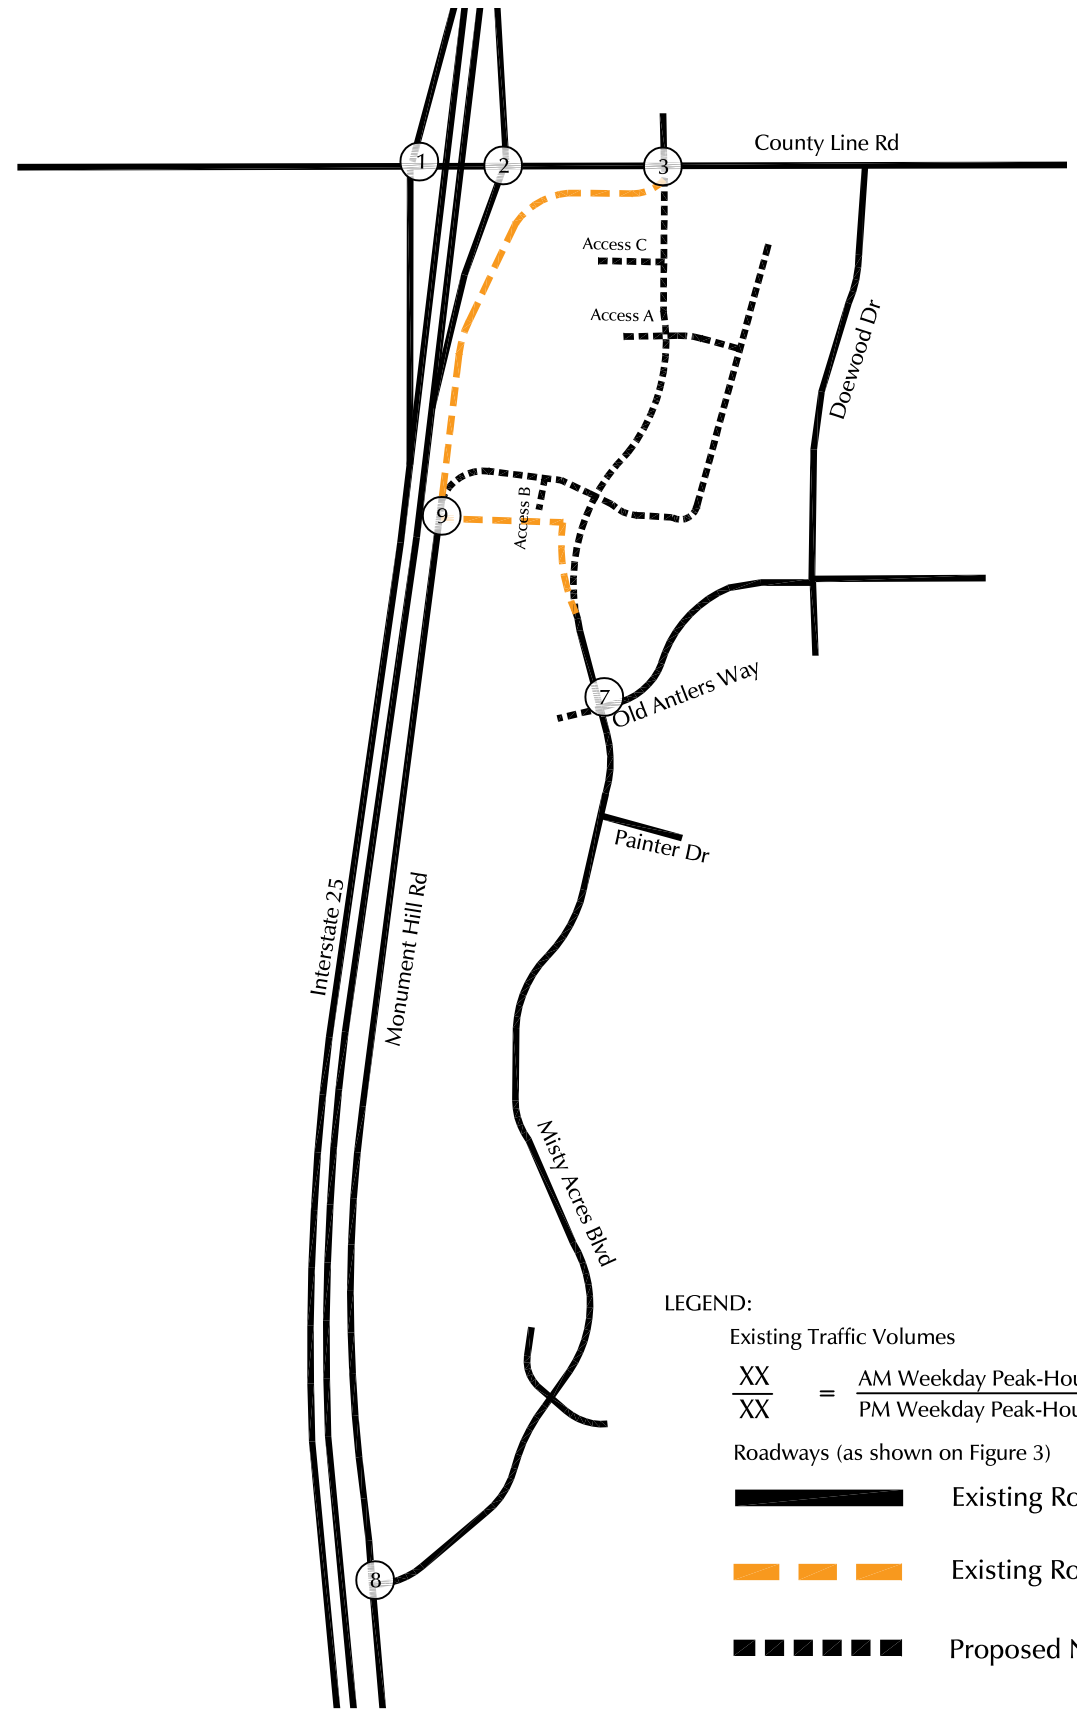 County Line Rd
1
2
3
Access C
Access A
Doewood Dr
Access B
9
Old Antlers Way
7
Painter Dr
Interstate 25
Monument Hill Rd
Misty Acres Blvd
LEGEND:
Existing Traffic Volumes
XX
XX
=
AM Weekday Peak-Hou
PM Weekday Peak-Hou
Roadways (as shown on Figure 3)
Existing Ro
Existing Ro
Proposed N
8